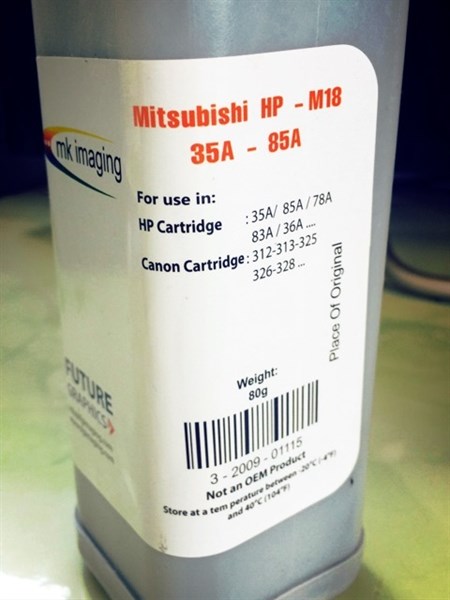 Mitsubishi HP - M18
35A - 85A
mk imaging
For use in:
HP Cartridge : 35A/ 85A / 78A
83A / 36A ....
Canon Cartridge : 312-313-325
326-328 ...
Place Of Original
FUTURE
GRAPHICS
Weight:
80g
3 - 2009 - 01115
Not an OEM Product
Store at a tem perature between -20°C (-4°F)
and 40°C (104°F)